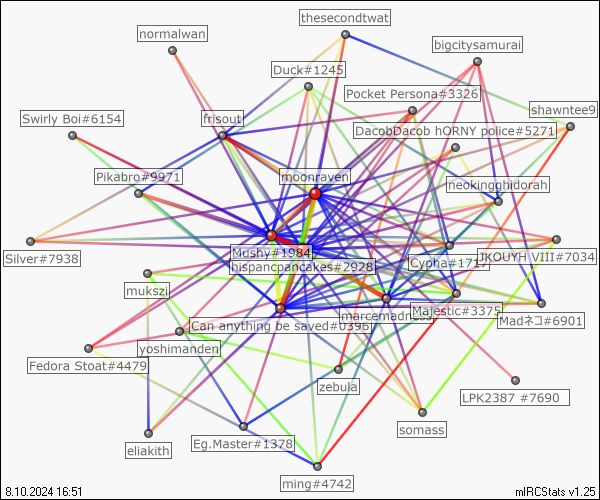 thesecondtwat
normalwan
bigcitysamurai
Duck#1245
Pocket Persona#3326
shawntee9
Swirly Boi#6154
frisout
DacobDacob hORNY police#5271
Pikabro#9971
moonraven
neokingghidorah
Silver#7938
Mushy#1984
Cypha#1717
JKOUYH VIII#7034
hispancpancakes#2928
mukszi
Majestic#3375
Madネコ#6901
Can anything be saved#0396
yoshimanden
Fedora Stoat#4479
zebula
LPK2387 #7690
somass
eliakith
Eg.Master#1378
ming#4742
8.10.2024 16:51
mIRCStats v1.25